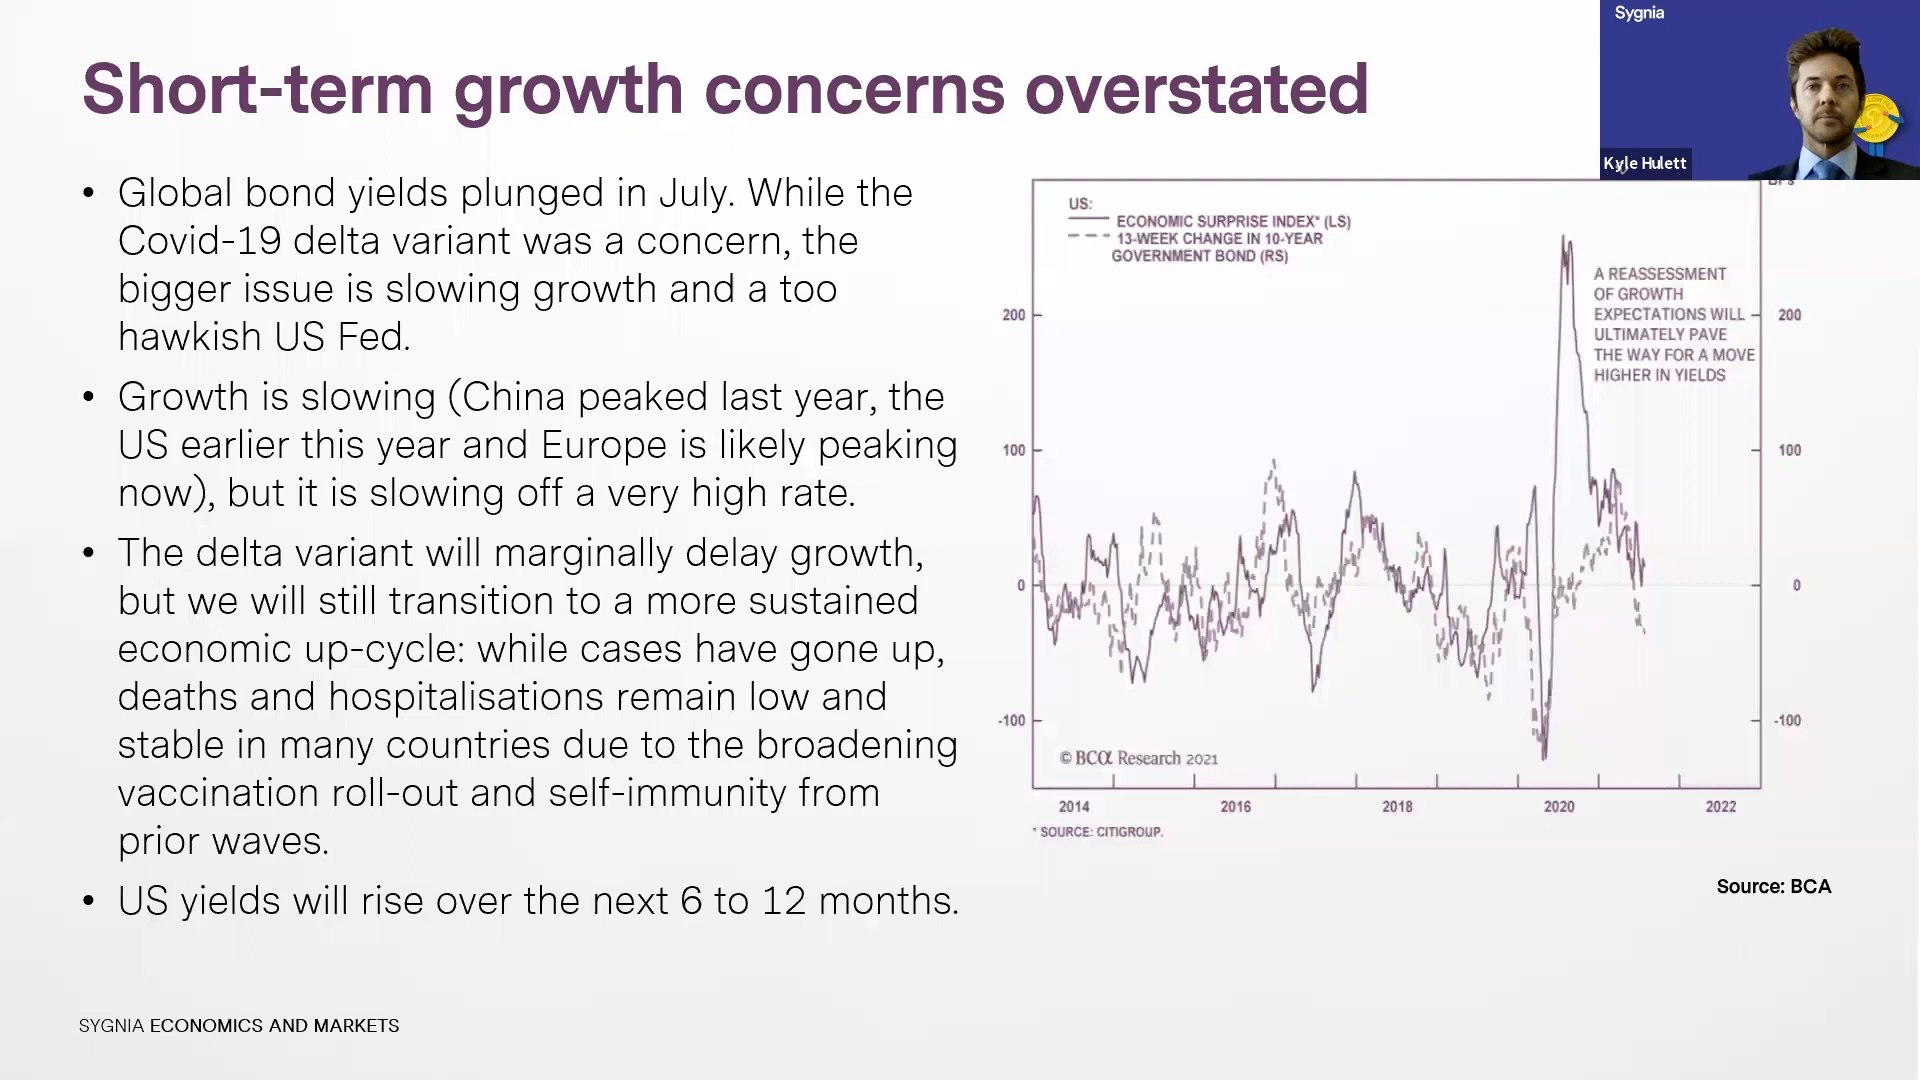 Sygnia
Kyle Hulett
Short-term growth concerns overstated
• Global bond yields plunged in July. While the
Covid-19 delta variant was a concern, the
bigger issue is slowing growth and a too
hawkish US Fed.
• Growth is slowing (China peaked last year, the
US earlier this year and Europe is likely peaking
now), but it is slowing off a very high rate.
• The delta variant will marginally delay growth,
but we will still transition to a more sustained
economic up-cycle: while cases have gone up,
deaths and hospitalisations remain low and
stable in many countries due to the broadening
vaccination roll-out and self-immunity from
prior waves.
• US yields will rise over the next 6 to 12 months.
US:
ECONOMIC SURPRISE INDEX* (LS)
13-WEEK CHANGE IN 10-YEAR
GOVERNMENT BOND (RS)
A REASSESSMENT
OF GROWTH
EXPECTATIONS WILL
ULTIMATELY PAVE
THE WAY FOR A MOVE
HIGHER IN YIELDS
200 200
100 100
0 0
-100 -100
© BCα Research 2021
2014 2016 2018 2020 2022
* SOURCE: CITIGROUP.
Source: BCA
SYGNIA ECONOMICS AND MARKETS